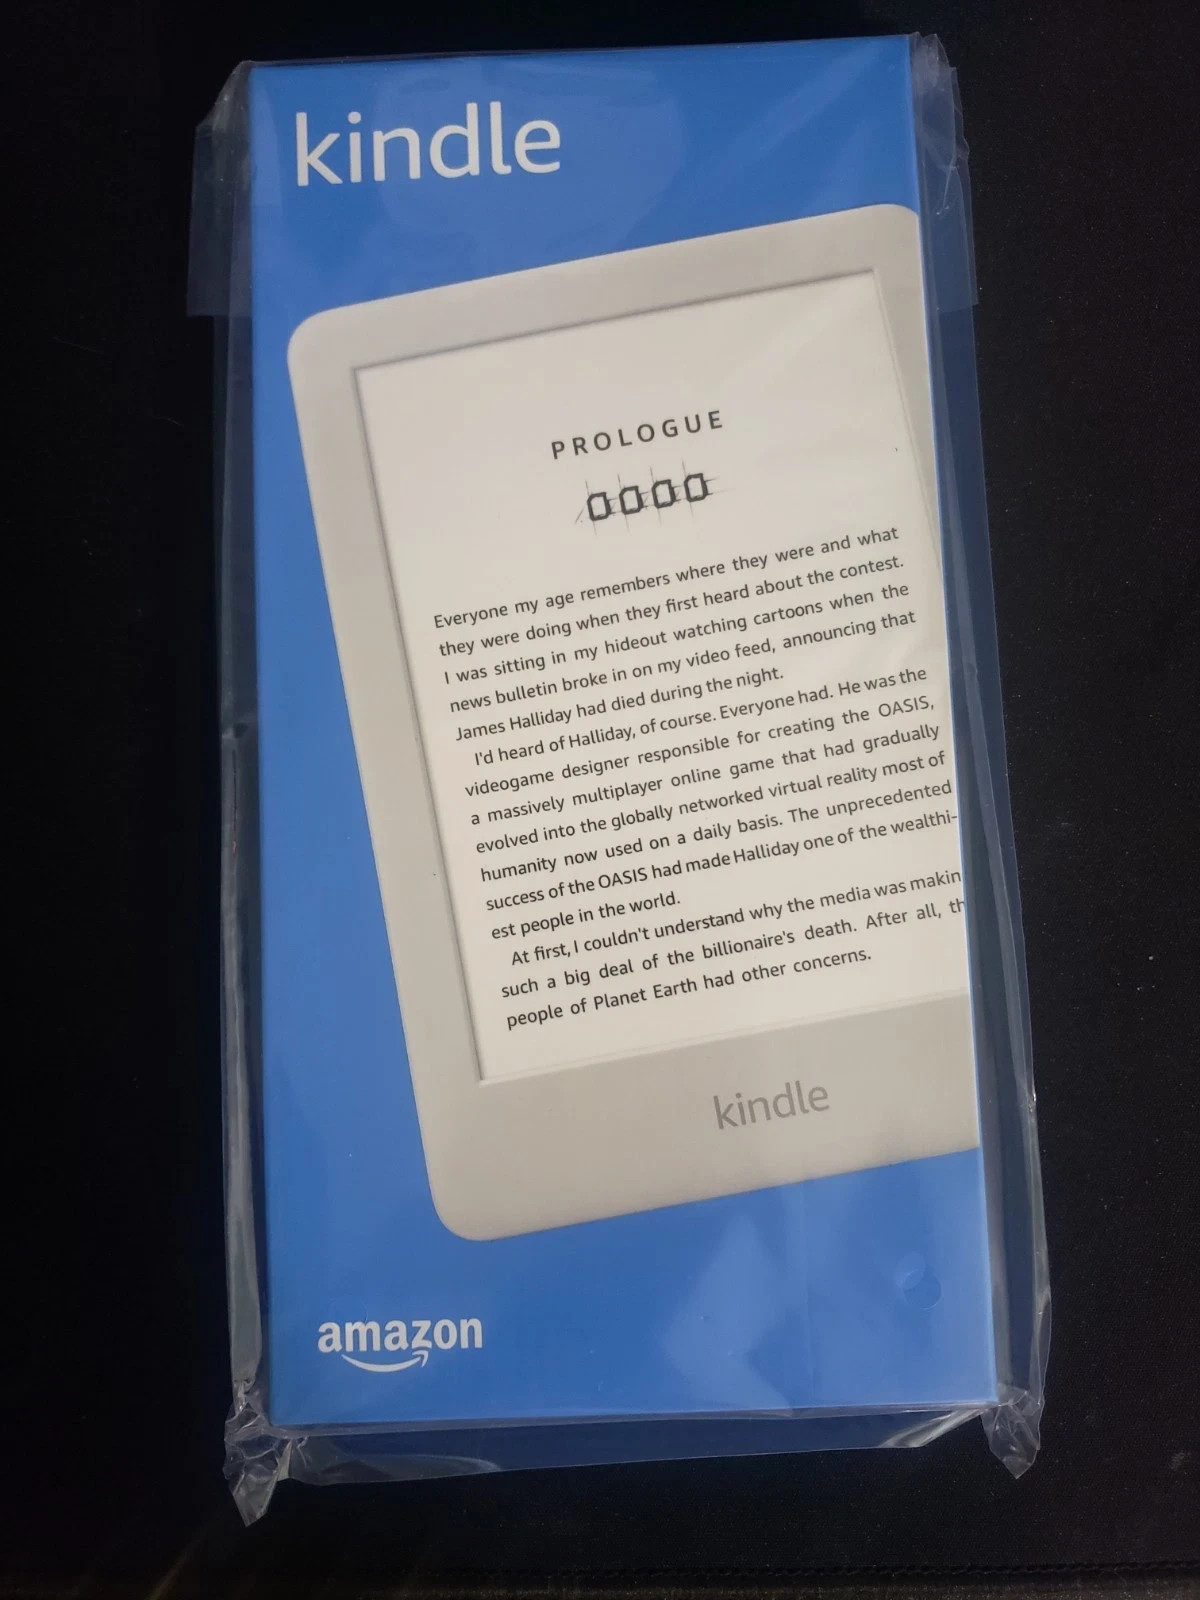 kindle
PROLOGUE
0000
Everyone my age remembers where they were and what
they were doing when they first heard about the contest.
I was sitting in my hideout watching cartoons when the
news bulletin broke in on my video feed, announcing that
James Halliday had died during the night.
I'd heard of Halliday, of course. Everyone had. He was the
videogame designer responsible for creating the OASIS,
a massively multiplayer online game that had gradually
evolved into the globally networked virtual reality most of
humanity now used on a daily basis. The unprecedented
success of the OASIS had made Halliday one of the wealthi-
est people in the world.
At first, I couldn't understand why the media was makin
such a big deal of the billionaire's death. After all, th
people of Planet Earth had other concerns.
kindle
amazon